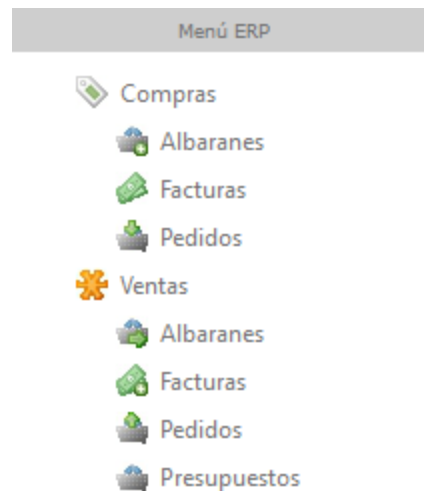 Menú ERP
Compras
Albaranes
Facturas
Pedidos
Ventas
Albaranes
Facturas
Pedidos
Presupuestos